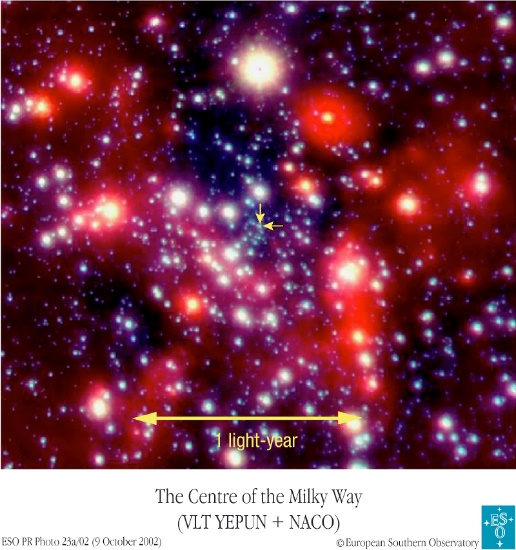 1 light-year
The Centre of the Milky Way
(VLT YEPUN + NACO)
ESO PR Photo 23a/02 (9 October 2002)
© European Southern Observatory
ESO